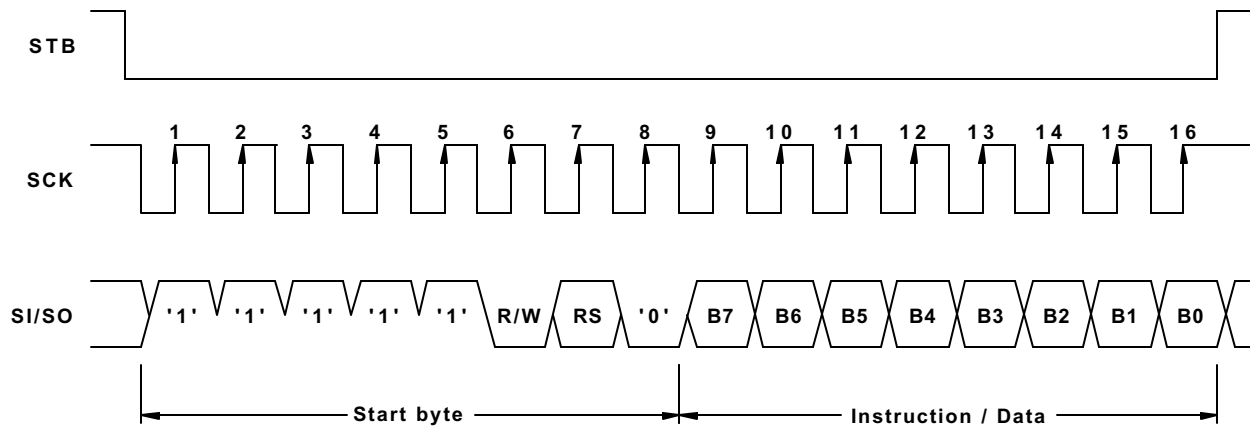 STB
1 2 3 4 5 6 7 8 9 10 11 12 13 14 15 16
SCK
SI/SO '1' '1' '1' '1' '1' R/W RS '0' B7 B6 B5 B4 B3 B2 B1 B0
Start byte Instruction / Data